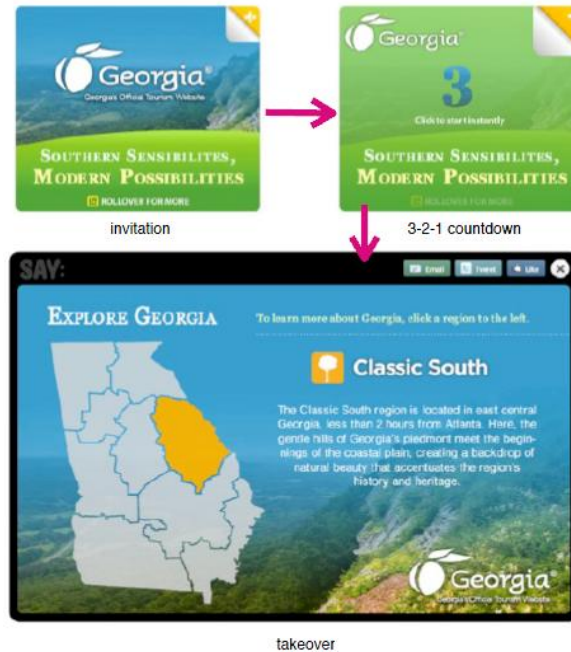 Georgia®
Georgia's Official Tourism Website
SOUTHERN SENSIBILITES,
MODERN POSSIBILITIES
ROLLOVER FOR MORE
invitation
Georgia®
3
Click to start instantly
SOUTHERN SENSIBILITES,
MODERN POSSIBILITIES
ROLLOVER FOR MORE
3-2-1 countdown
SAY:
Email
Tweet
Like
EXPLORE GEORGIA
To learn more about Georgia, click a region to the left.
Classic South
The Classic South region is located in east central
Georgia, less than 2 hours from Atlanta. Here, the
gentle hills of Georgia's piedmont meet the begin-
nings of the coastal plain, creating a backdrop of
natural beauty that accentuates the region's
history and heritage.
Georgia®
Georgia's Official Tourism Website
takeover